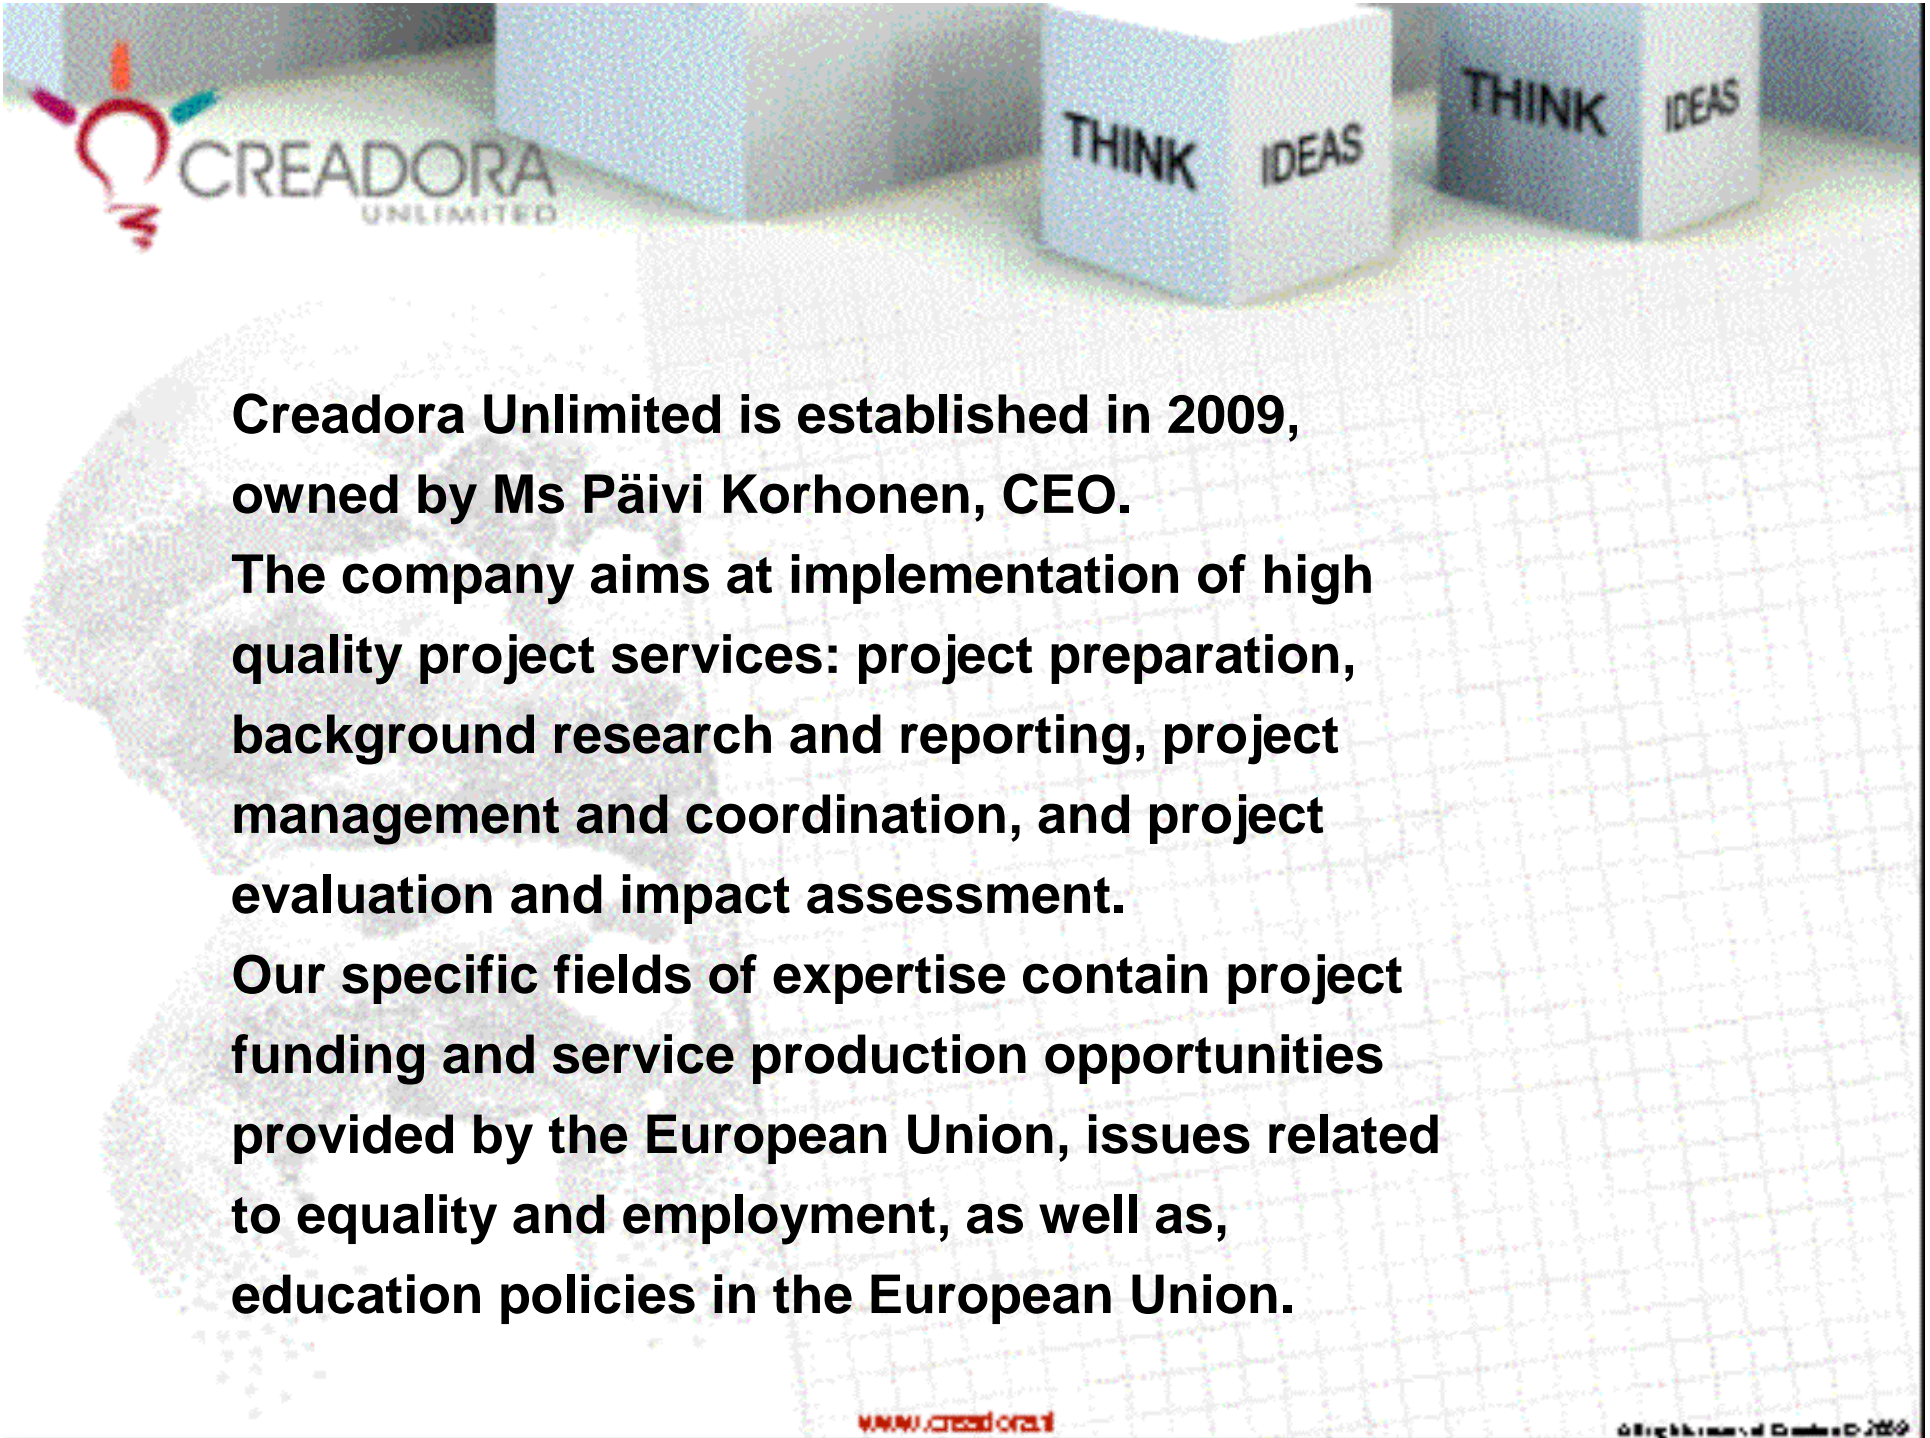 THINK IDEAS
THINK IDEAS
CREADORA
UNLIMITED
Creadora Unlimited is established in 2009,
owned by Ms Päivi Korhonen, CEO.
The company aims at implementation of high
quality project services: project preparation,
background research and reporting, project
management and coordination, and project
evaluation and impact assessment.
Our specific fields of expertise contain project
funding and service production opportunities
provided by the European Union, issues related
to equality and employment, as well as,
education policies in the European Union.
2009